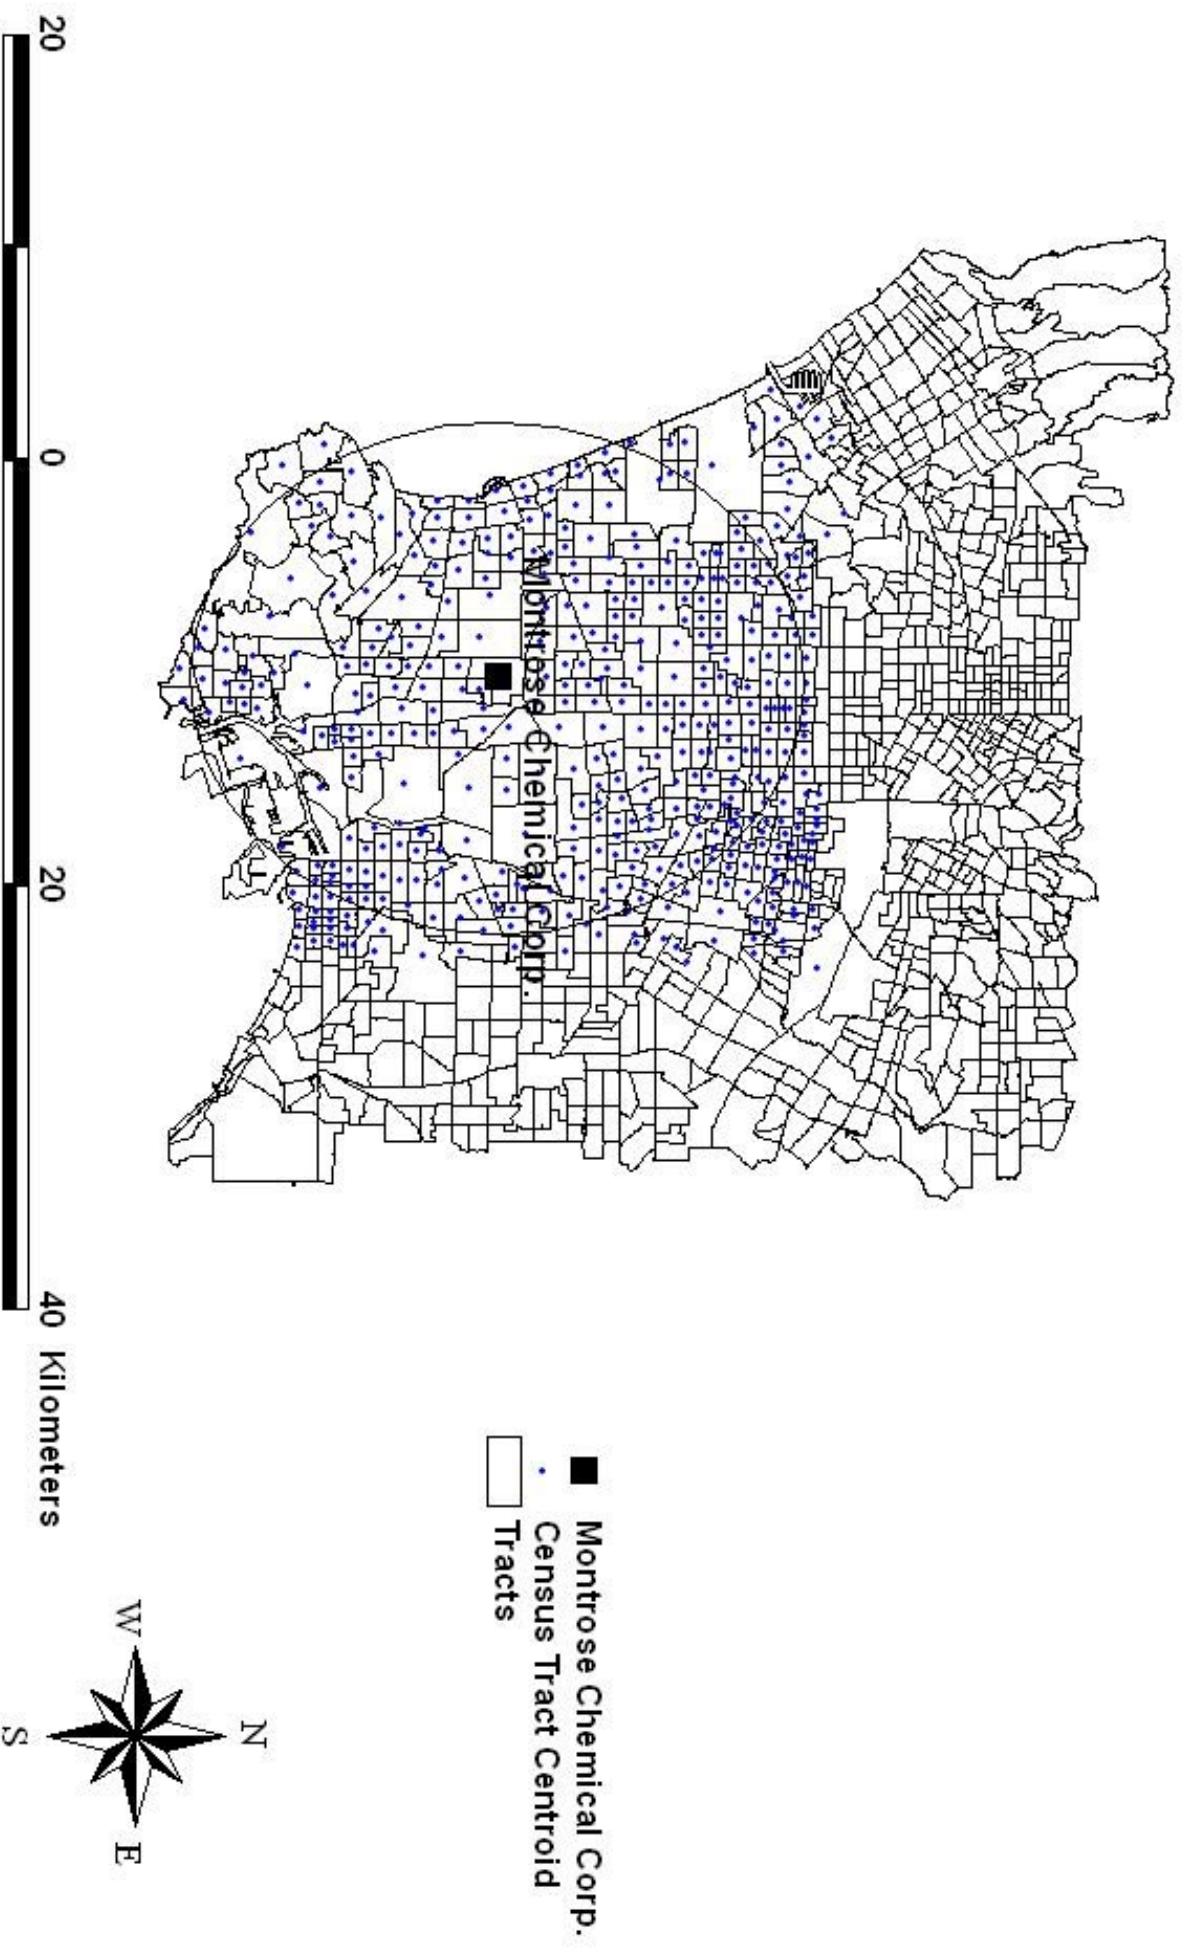 Montrose Chemical Corp.
Montrose Chemical Corp.
Census Tract Centroid
Tracts
N
W
E
S
20
0
20
40 Kilometers